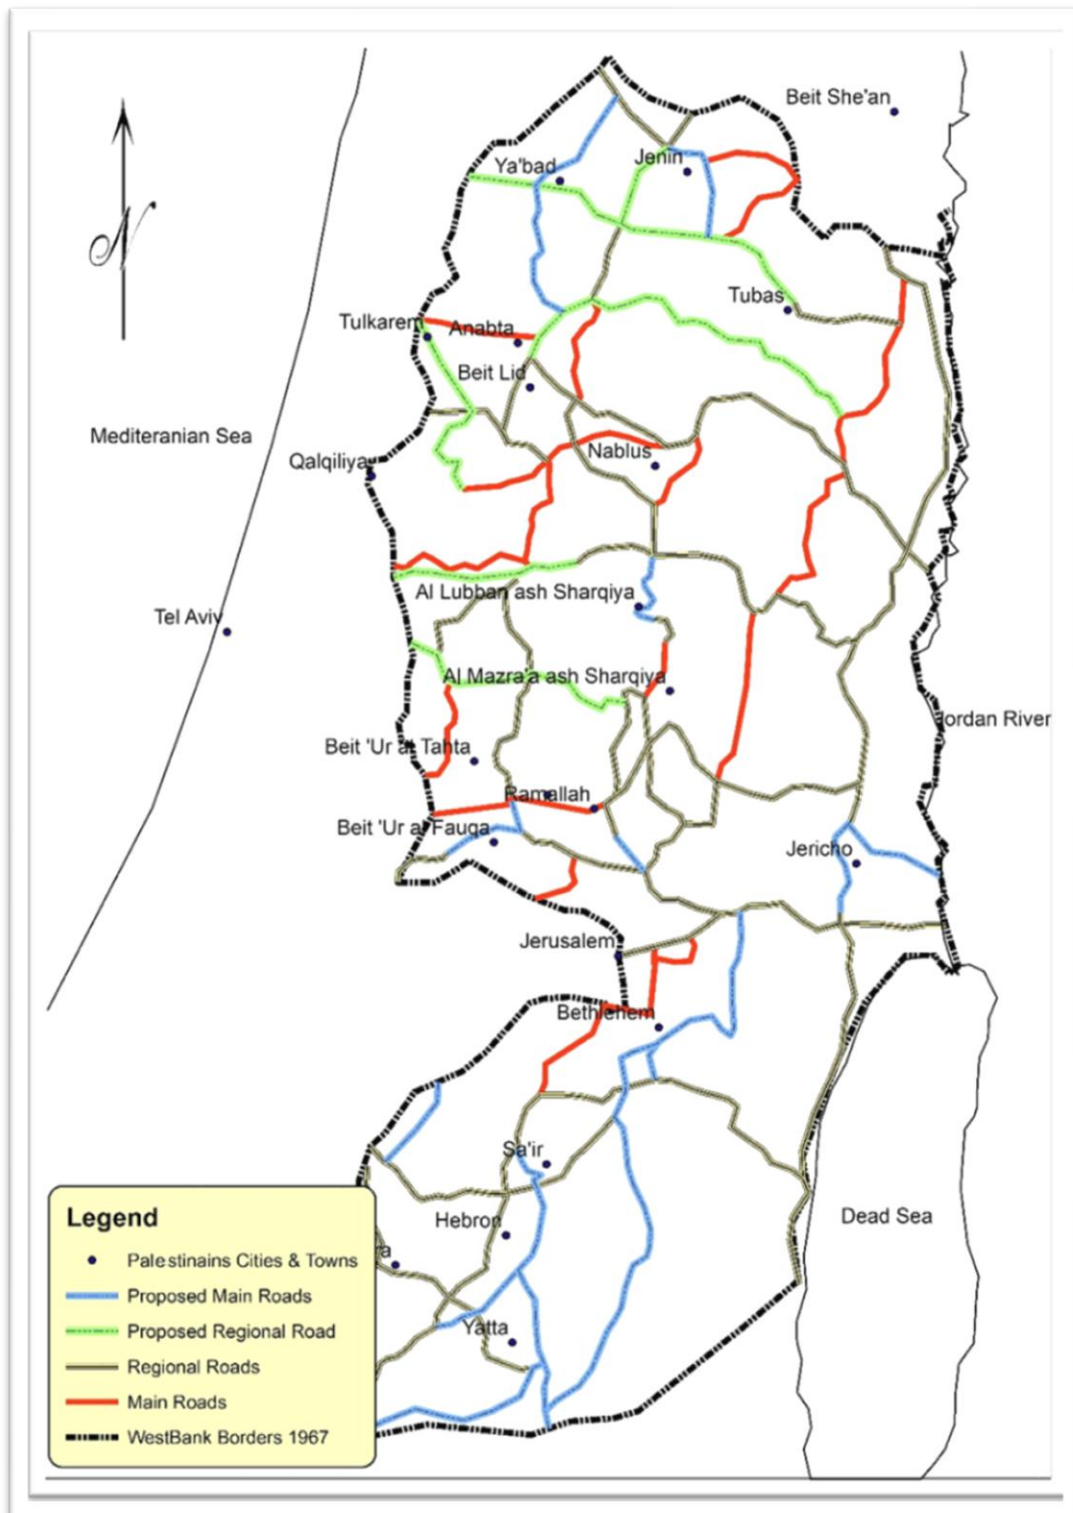 Beit She'an
Ya'bad
Jenin
Tubas
Tulkarem
Anabta
Beit Lid
Mediteranian Sea
Qalqiliya
Nablus
Al Lubban ash Sharqiya
Tel Aviv
Al Mazra'a ash Sharqiya
Jordan River
Beit 'Ur al Tahta
Ramallah
Beit 'Ur al Fauqa
Jericho
Jerusalem
Bethlehem
Sa'ir
Dead Sea
Hebron
a
Yatta
Legend
Palestinains Cities & Towns
Proposed Main Roads
Proposed Regional Road
Regional Roads
Main Roads
WestBank Borders 1967
N